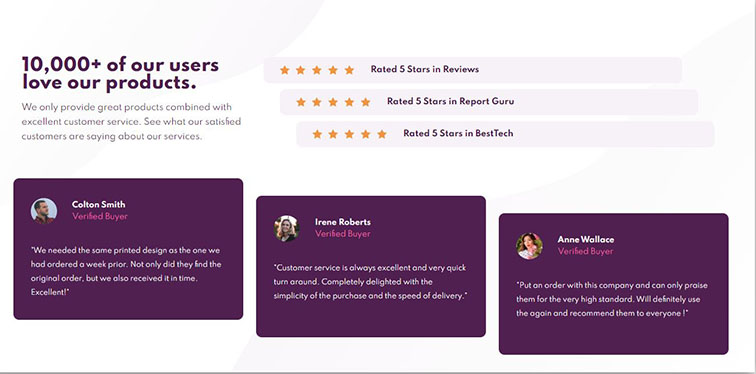 10,000+ of our users
love our products.
We only provide great products combined with
excellent customer service. See what our satisfied
customers are saying about our services.
Rated 5 Stars in Reviews
Rated 5 Stars in Report Guru
Rated 5 Stars in BestTech
Colton Smith
Verified Buyer
"We needed the same printed design as the one we
had ordered a week prior. Not only did they find the
original order, but we also received it in time.
Excellent!"
Irene Roberts
Verified Buyer
"Customer service is always excellent and very quick
turn araund. Completely delighted with the
simplicity of the purchase and the speed of delivery."
Anne Wallace
Verified Buyer
"Put an order with this company and can only praise
them for the very high standard. Will definitely use
the again and recommend them to everyone !"